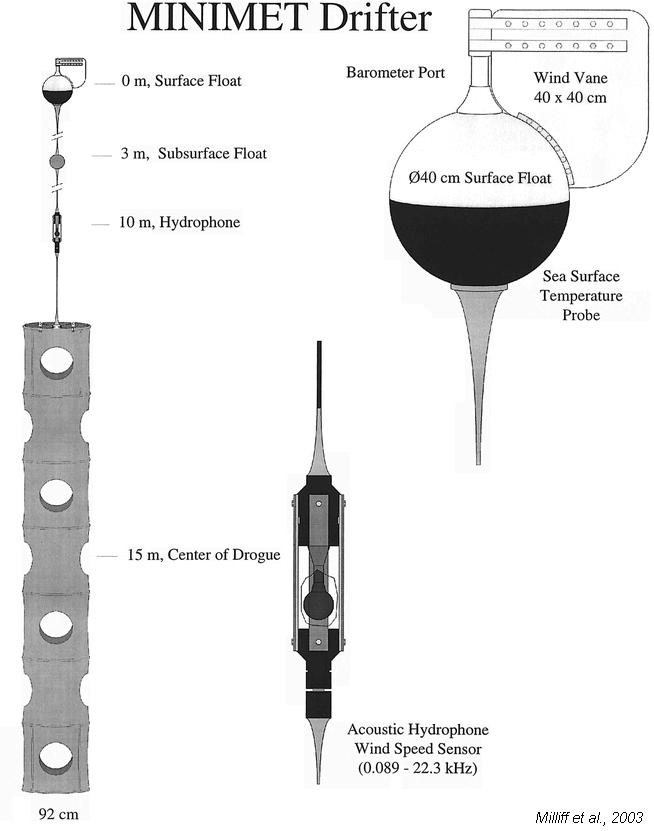 MINIMET Drifter
0 m, Surface Float
3 m, Subsurface Float
10 m, Hydrophone
15 m, Center of Drogue
92 cm
Barometer Port
Wind Vane
40 x 40 cm
Ø40 cm Surface Float
Sea Surface
Temperature
Probe
Acoustic Hydrophone
Wind Speed Sensor
(0.089 - 22.3 kHz)
Milliff et al., 2003